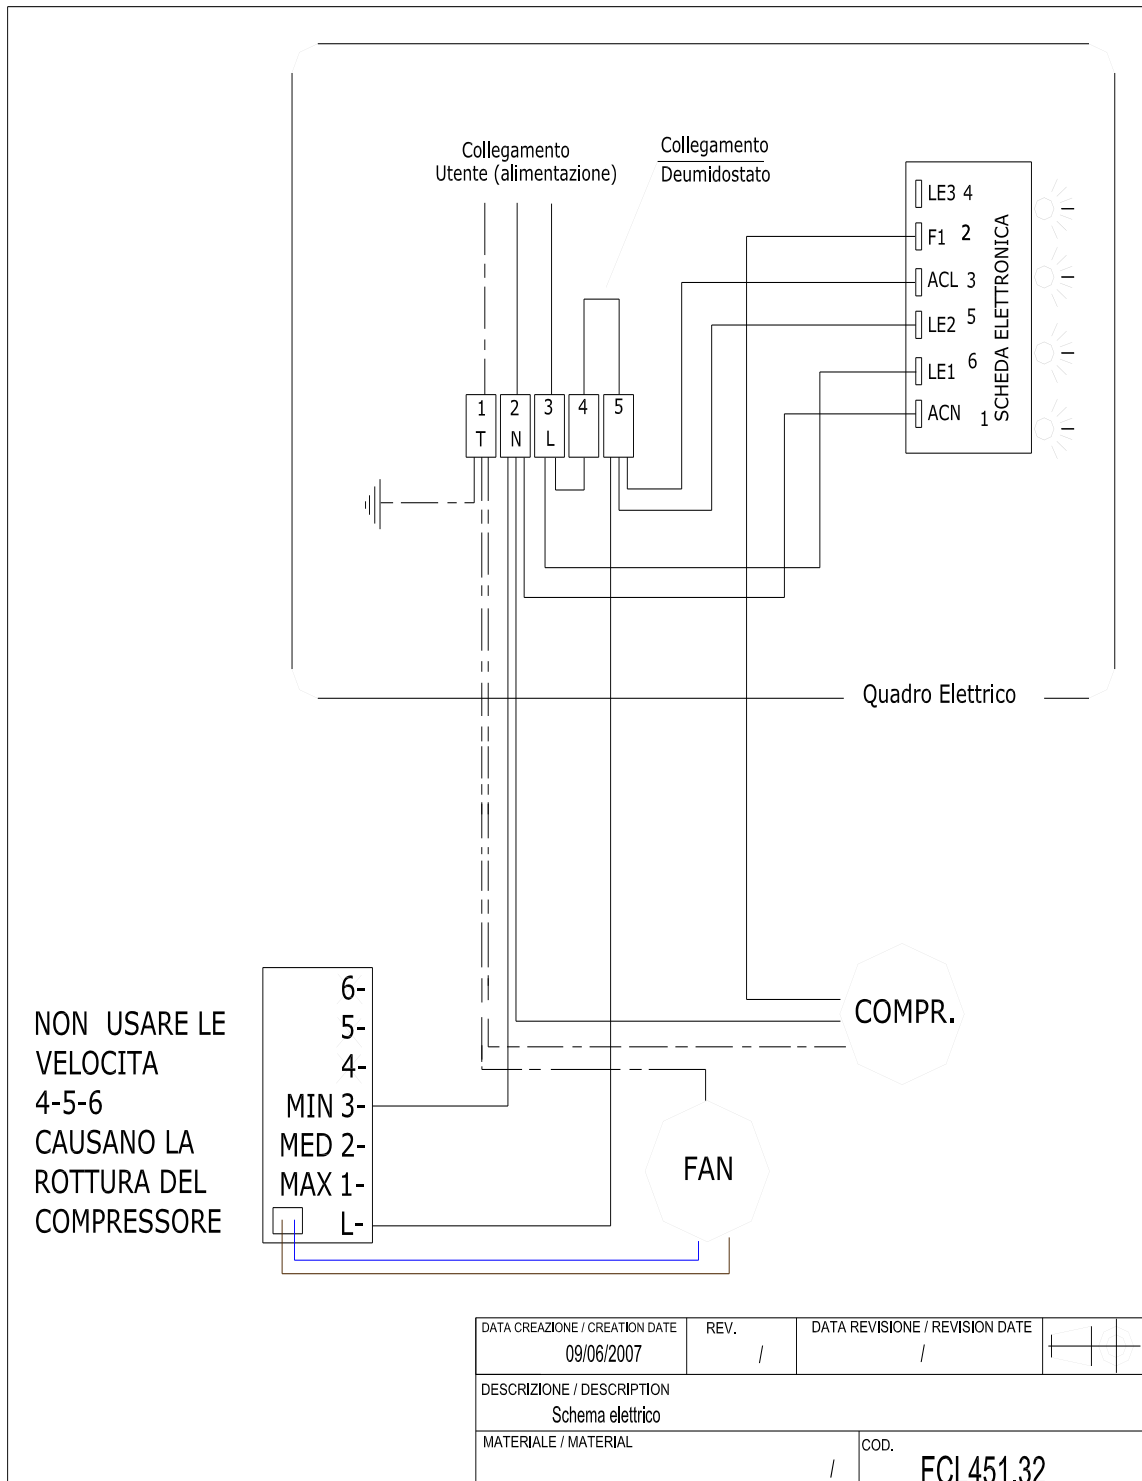 Collegamento
Utente (alimentazione)
Collegamento
Deumidostato
LE3 4
F1 2
ACL 3
LE2 5
LE1 6
ACN 1
SCHEDA ELETTRONICA
1 2 3 4 5
T N L
Quadro Elettrico
NON USARE LE
VELOCITA
4-5-6
CAUSANO LA
ROTTURA DEL
COMPRESSORE
6-
5-
4-
MIN 3-
MED 2-
MAX 1-
L-
COMPR.
FAN
DATA CREAZIONE / CREATION DATE
09/06/2007
REV.
/
DATA REVISIONE / REVISION DATE
/
DESCRIZIONE / DESCRIPTION
Schema elettrico
MATERIALE / MATERIAL
/
COD.
ECL451.32